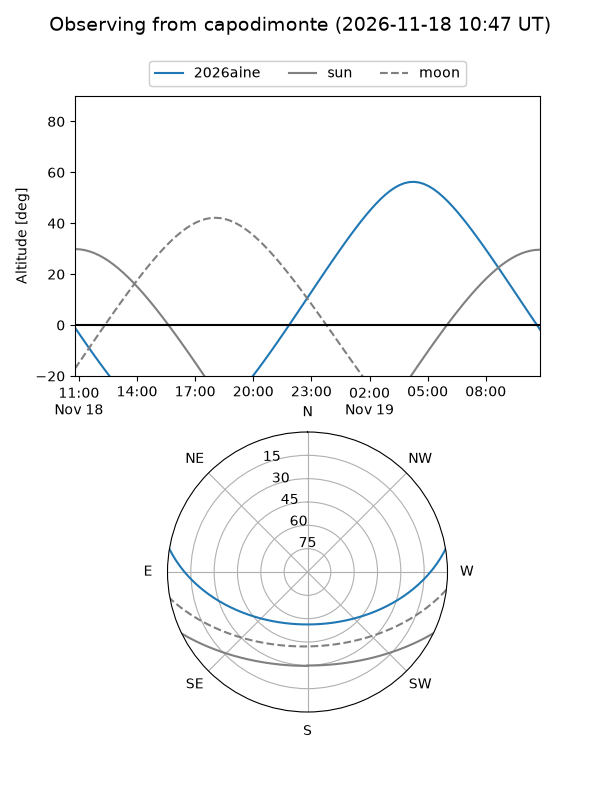 Observing from capodimonte (2026-11-18 10:47 UT)
2026aine sun moon
Altitude [deg]
80
60
40
20
0
−20
11:00 14:00 17:00 20:00 23:00 02:00 05:00 08:00
Nov 18 Nov 19
N
NE NW
15
30
45
60
75
E W
SE SW
S